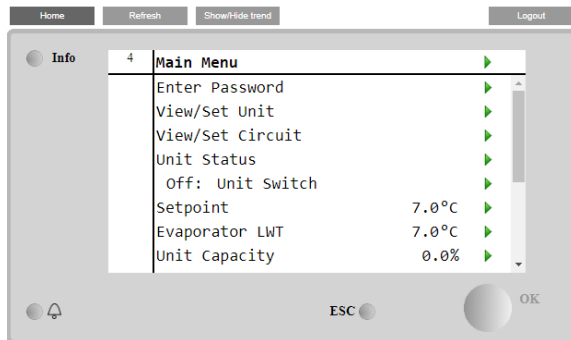 Home Refresh Show/Hide trend Logout
Info
4 Main Menu
Enter Password
View/Set Unit
View/Set Circuit
Unit Status
Off: Unit Switch
Setpoint 7.0°C
Evaporator LWT 7.0°C
Unit Capacity 0.0%
ESC OK